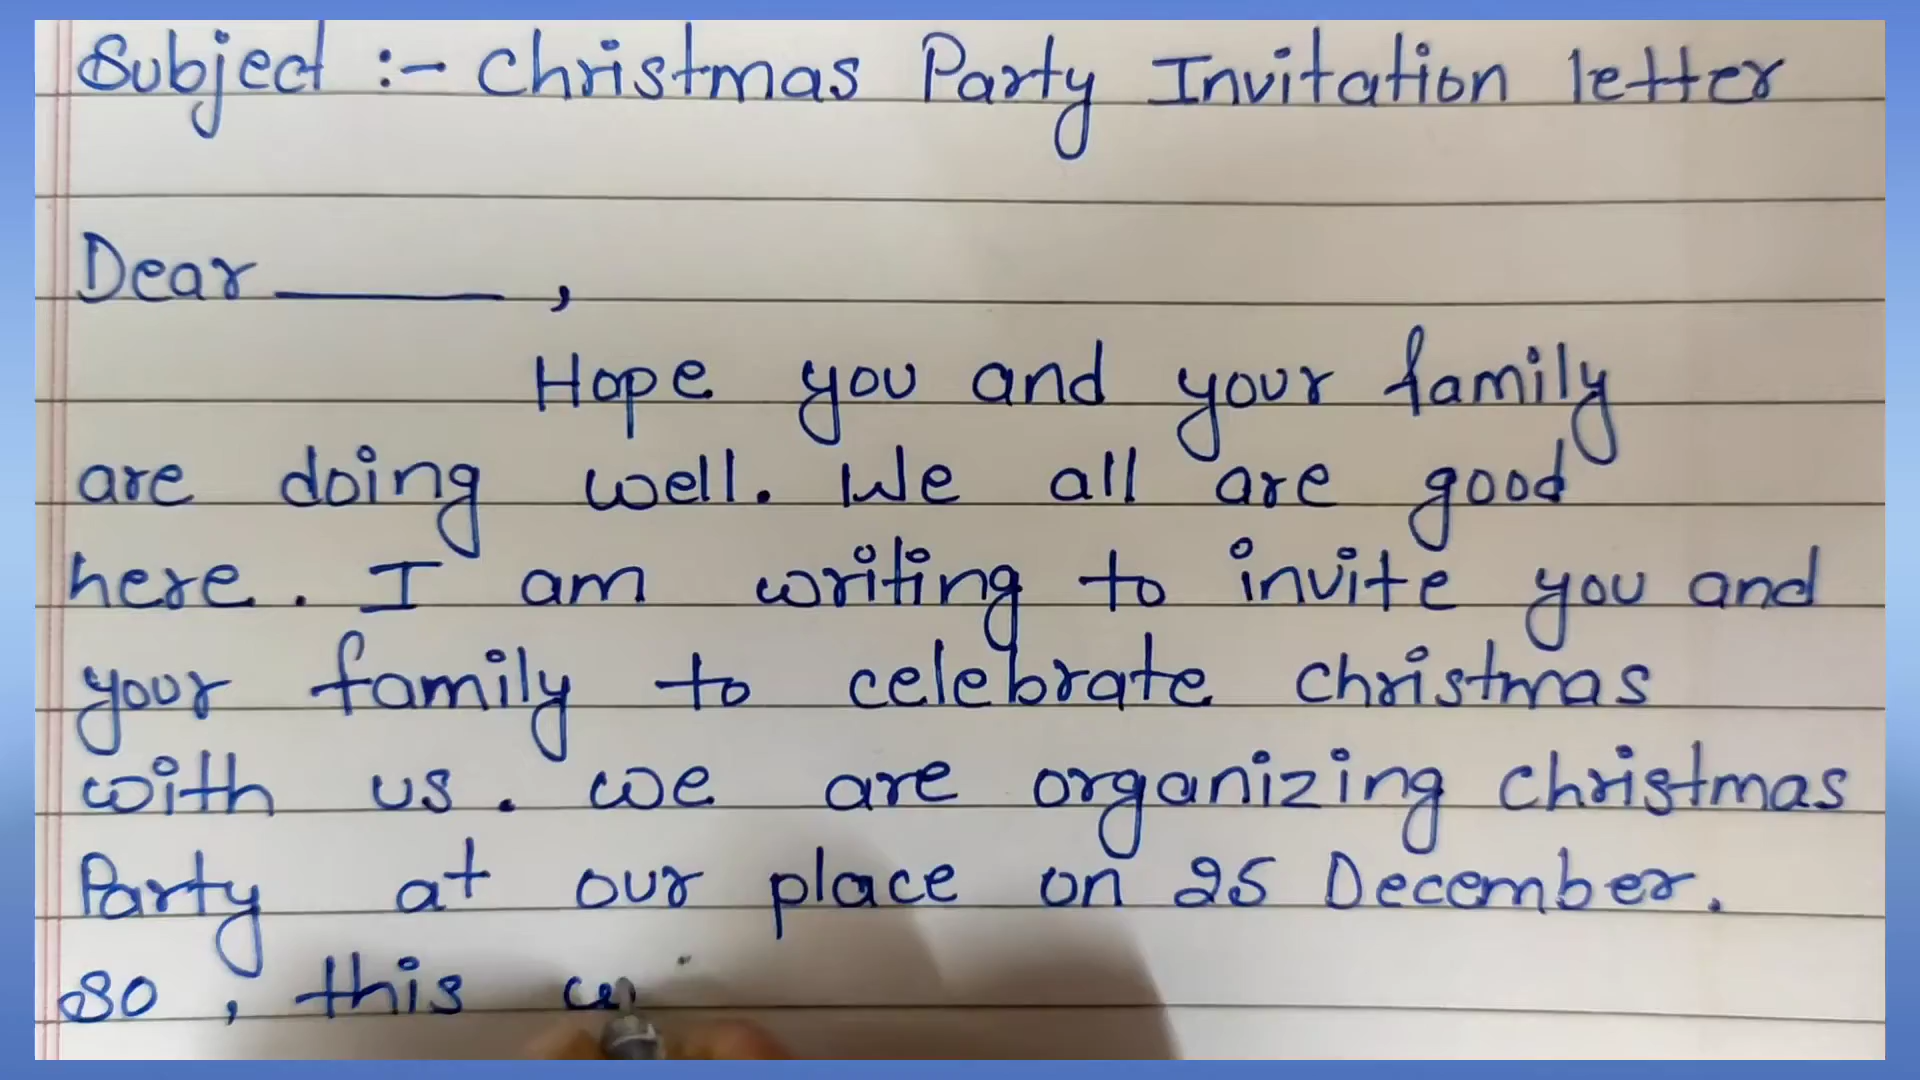 Subject :- Christmas Party Invitation letter
Dear ______ ,
Hope you and your family
are doing well. We all are good
here. I am writing to invite you and
your family to celebrate christmas
with us. we are organizing christmas
Party at our place on 25 December.
so, this